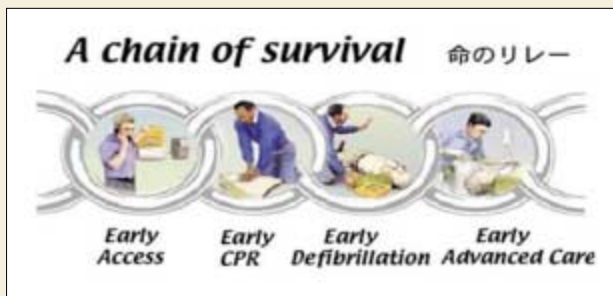 A chain of survival 命のリレー
Early Access
Early CPR
Early Defibrillation
Early Advanced Care